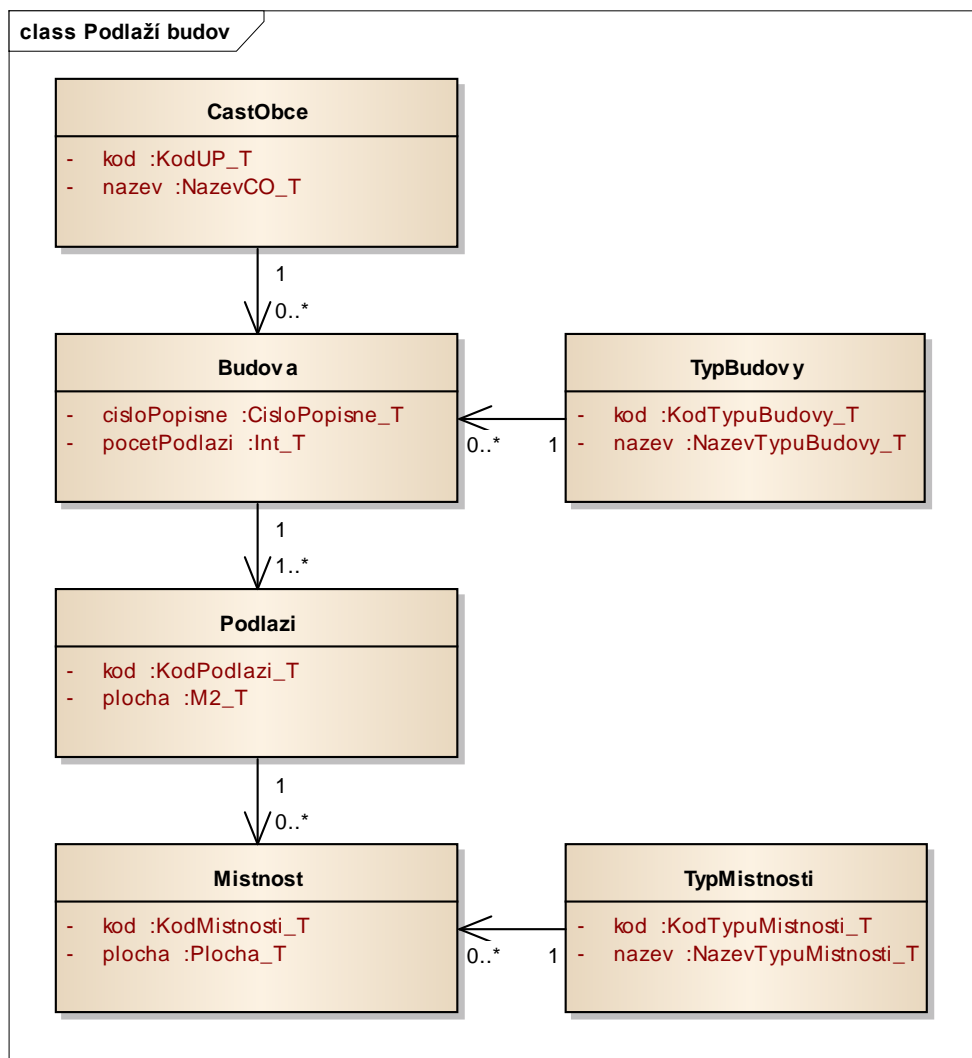 class Podlaží budov
CastObce
- kod :KodUP_T
- nazev :NazevCO_T
1
0..*
Budova
- cisloPopisne :CisloPopisne_T
- pocetPodlazi :Int_T
TypBudovy
- kod :KodTypuBudovy_T
- nazev :NazevTypuBudovy_T
0..* 1
1
1..*
Podlazi
- kod :KodPodlazi_T
- plocha :M2_T
1
0..*
Mistnost
- kod :KodMistnosti_T
- plocha :Plocha_T
TypMistnosti
- kod :KodTypuMistnosti_T
- nazev :NazevTypuMistnosti_T
0..* 1